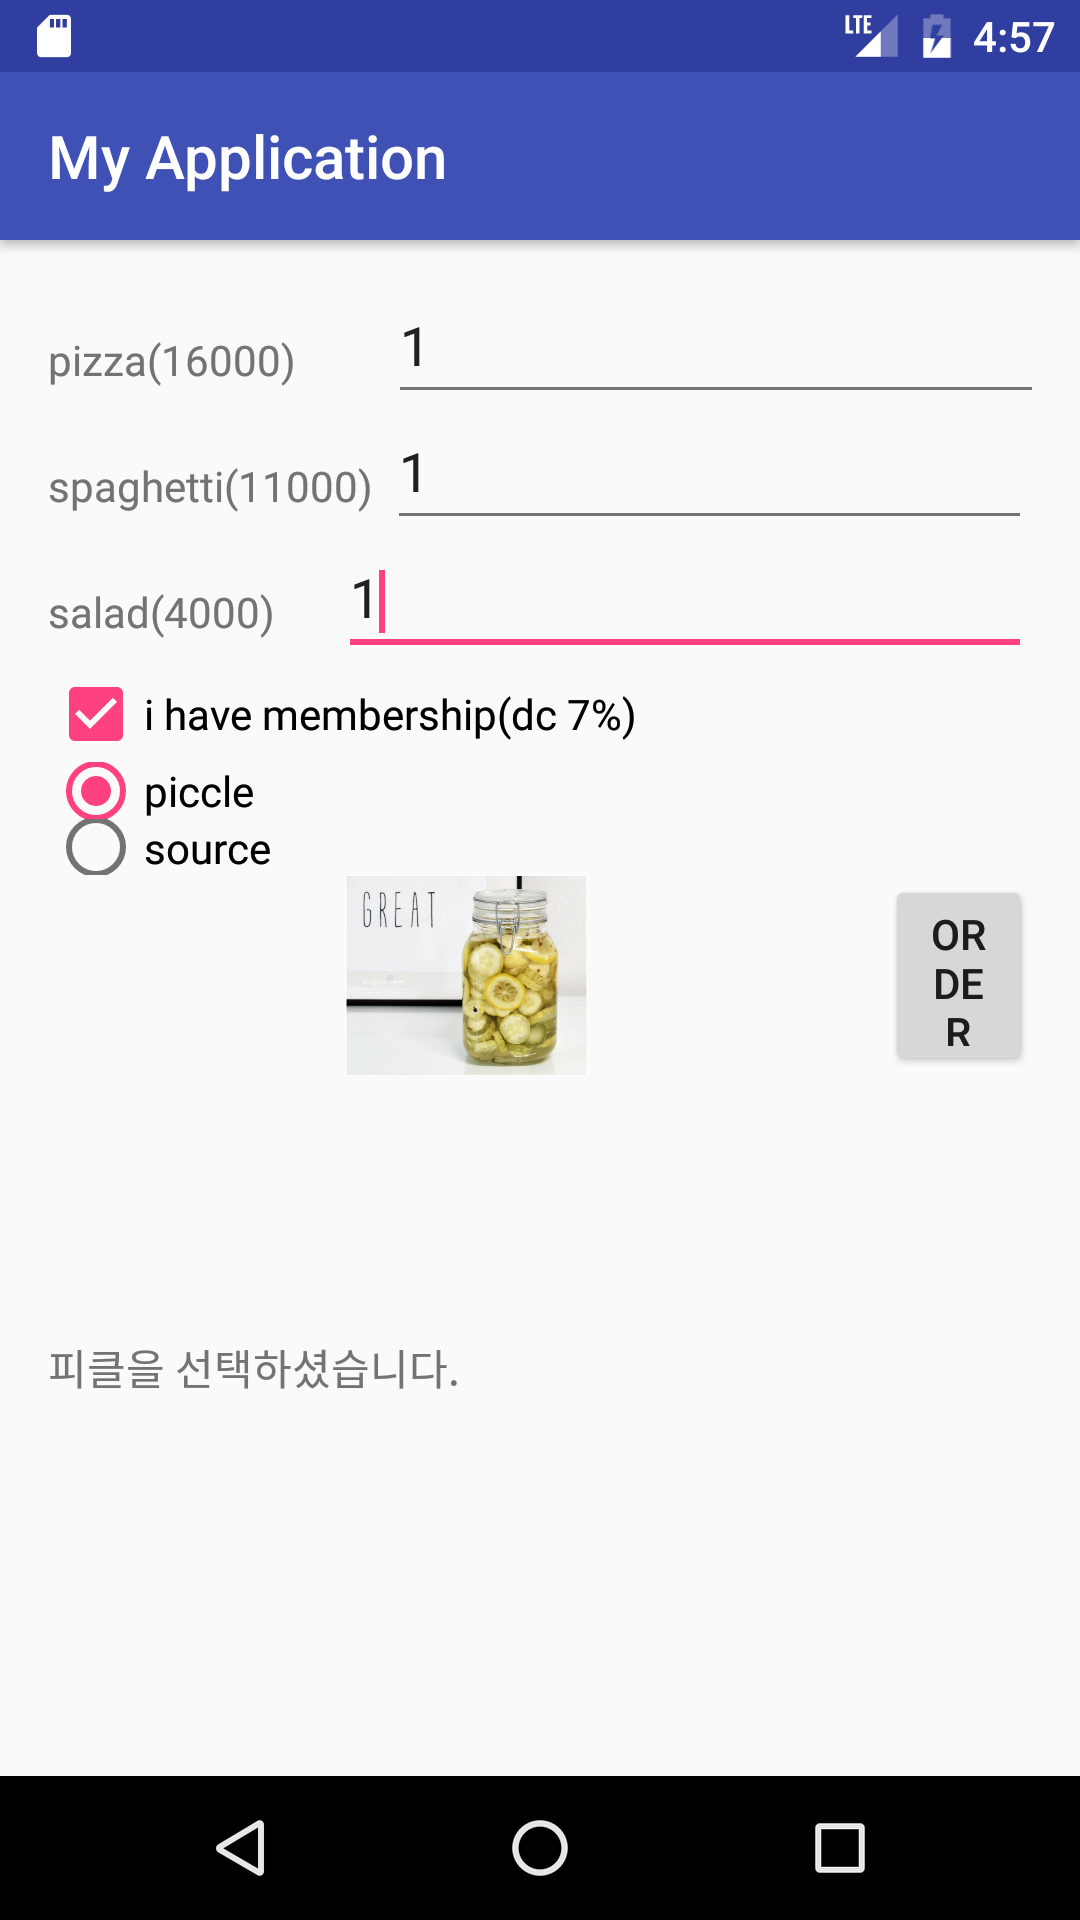 LTE 4:57
My Application
pizza(16000) 1
spaghetti(11000) 1
salad(4000) 1
i have membership(dc 7%)
piccle
source
GREAT
OR
DE
R
피클을 선택하셨습니다.